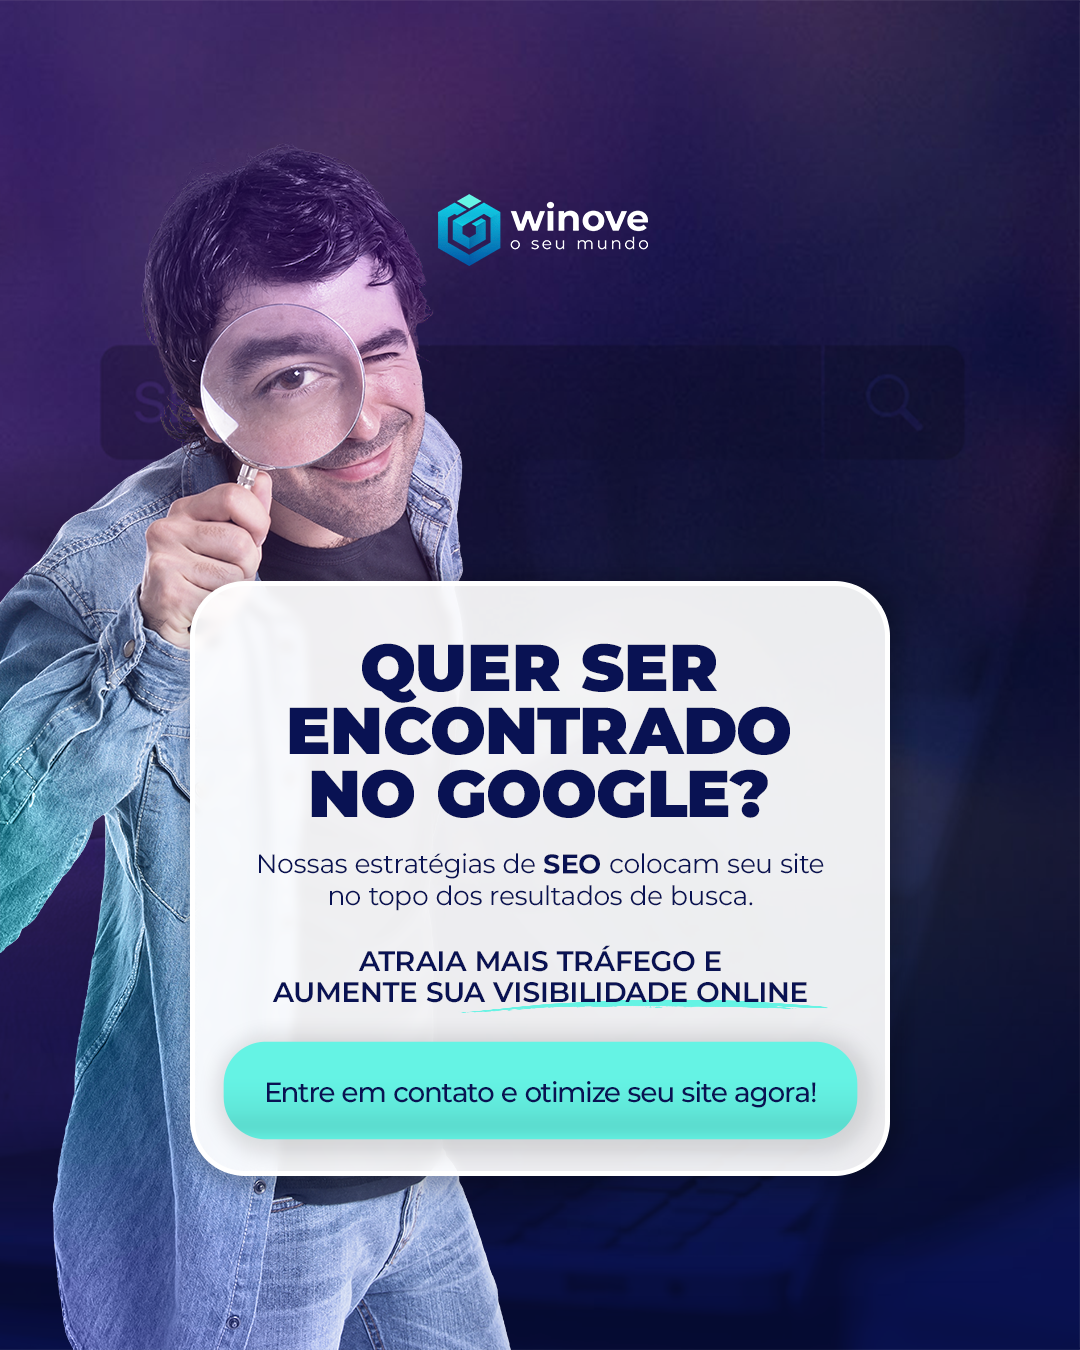 winove
o seu mundo
QUER SER
ENCONTRADO
NO GOOGLE?
Nossas estratégias de SEO colocam seu site
no topo dos resultados de busca.
ATRAIA MAIS TRÁFEGO E
AUMENTE SUA VISIBILIDADE ONLINE
Entre em contato e otimize seu site agora!